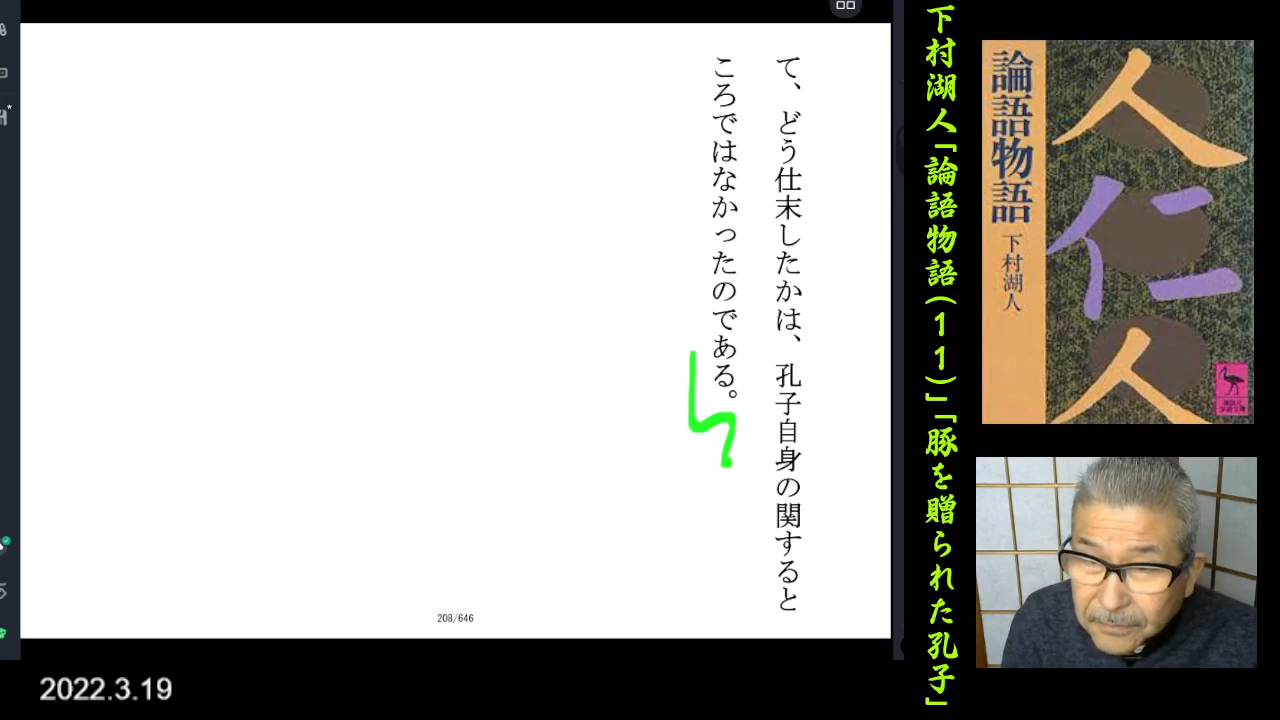 て、どう仕末したかは、孔子自身の関すると
ころではなかったのである。
208/646
2022.3.19
下村湖人「論語物語(11)」「豚を贈られた孔子」
論語物語
下村湖人
人
仁
人